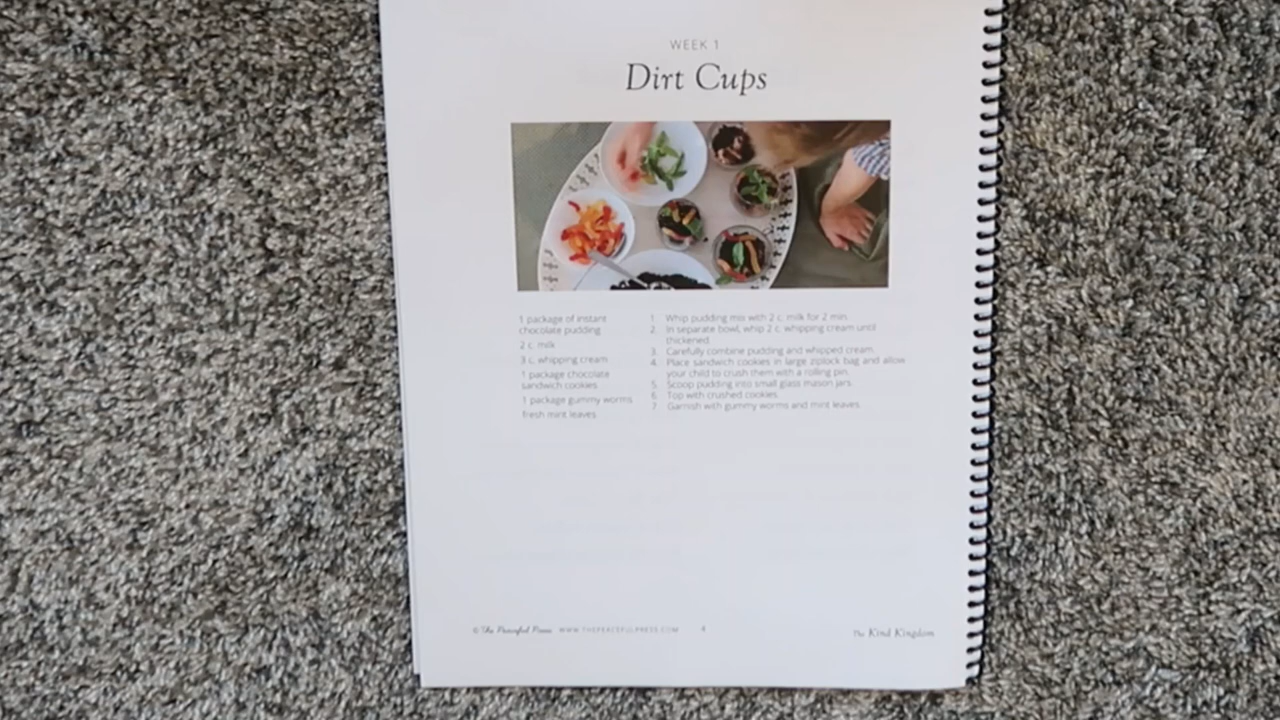 WEEK 1
Dirt Cups
1 package of instant
chocolate pudding
2 c. milk
3 c. whipping cream
1 package chocolate
sandwich cookies
1 package gummy worms
fresh mint leaves
1. Whip pudding mix with 2 c. milk for 2 min.
2. In separate bowl, whip 2 c. whipping cream until
thickened.
3. Carefully combine pudding and whipped cream.
4. Place sandwich cookies in large ziplock bag and allow
your child to crush them with a rolling pin.
5. Scoop pudding into small glass mason jars.
6. Top with crushed cookies.
7. Garnish with gummy worms and mint leaves.
© The Peaceful Press WWW.THEPEACEFULPRESS.COM 4
The Kind Kingdom